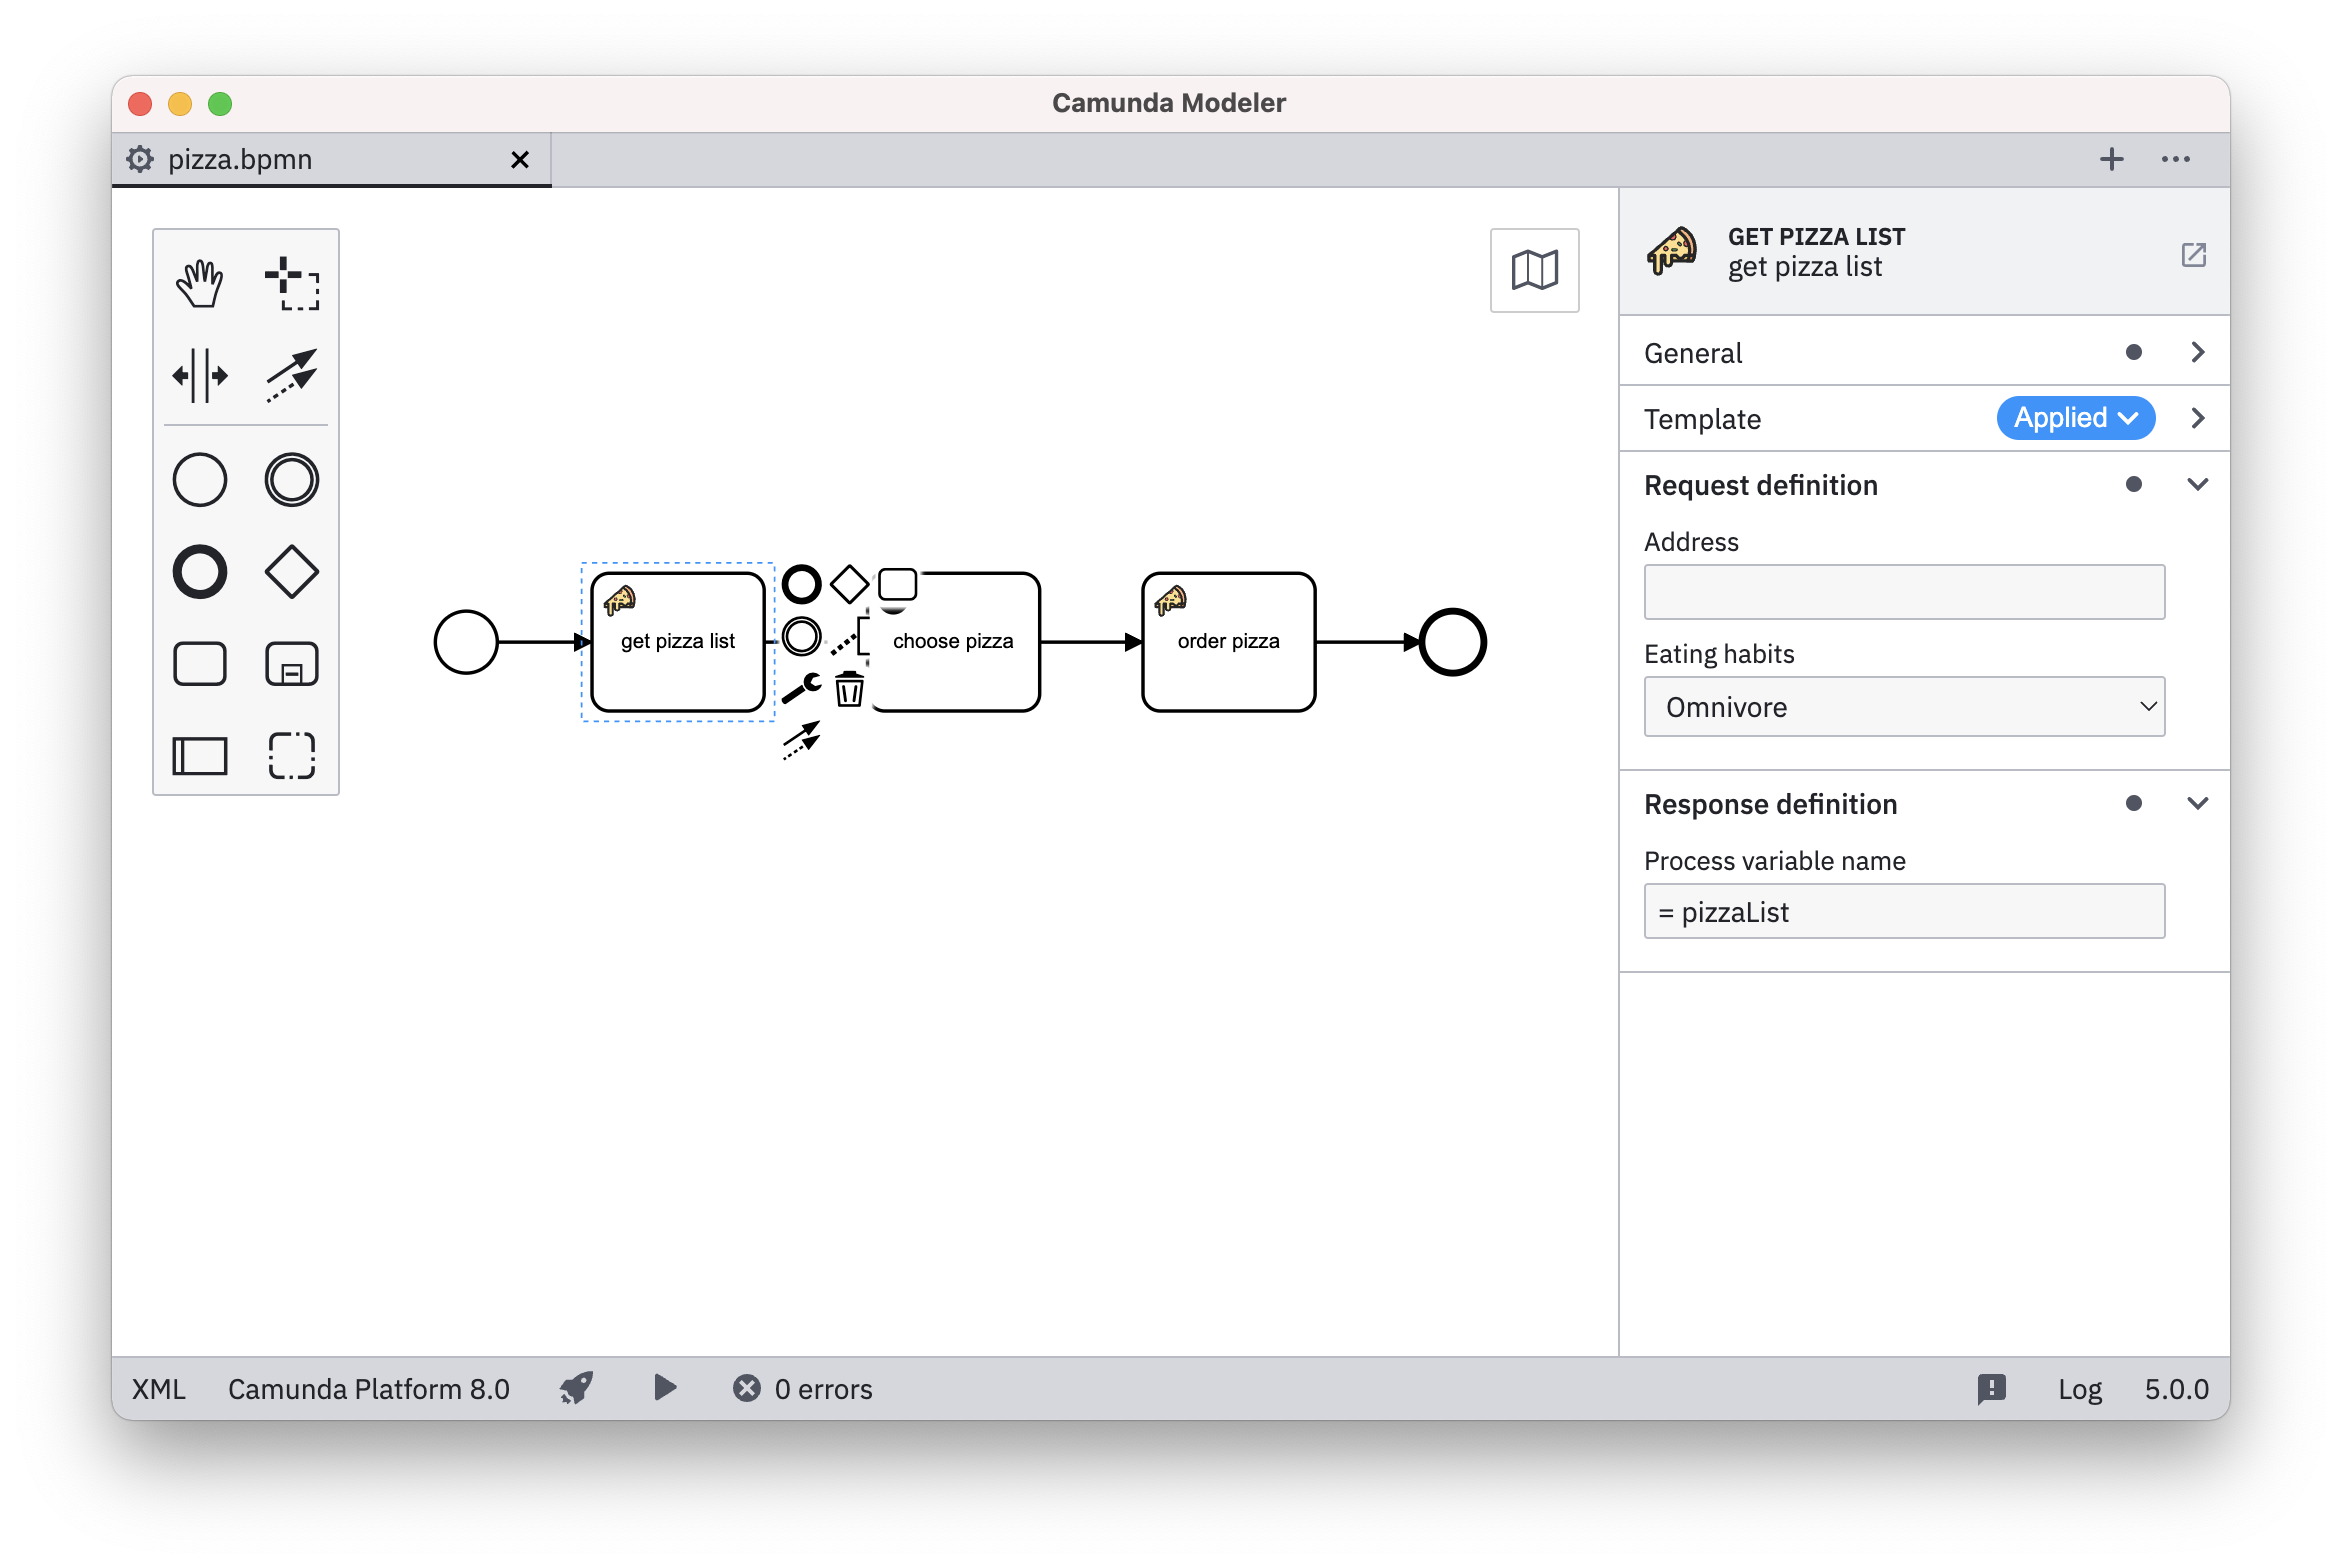 Camunda Modeler
pizza.bpmn
get pizza list
choose pizza
order pizza
GET PIZZA LIST
get pizza list
General
Template
Applied
Request definition
Address
Eating habits
Omnivore
Response definition
Process variable name
= pizzaList
XML
Camunda Platform 8.0
0 errors
Log
5.0.0